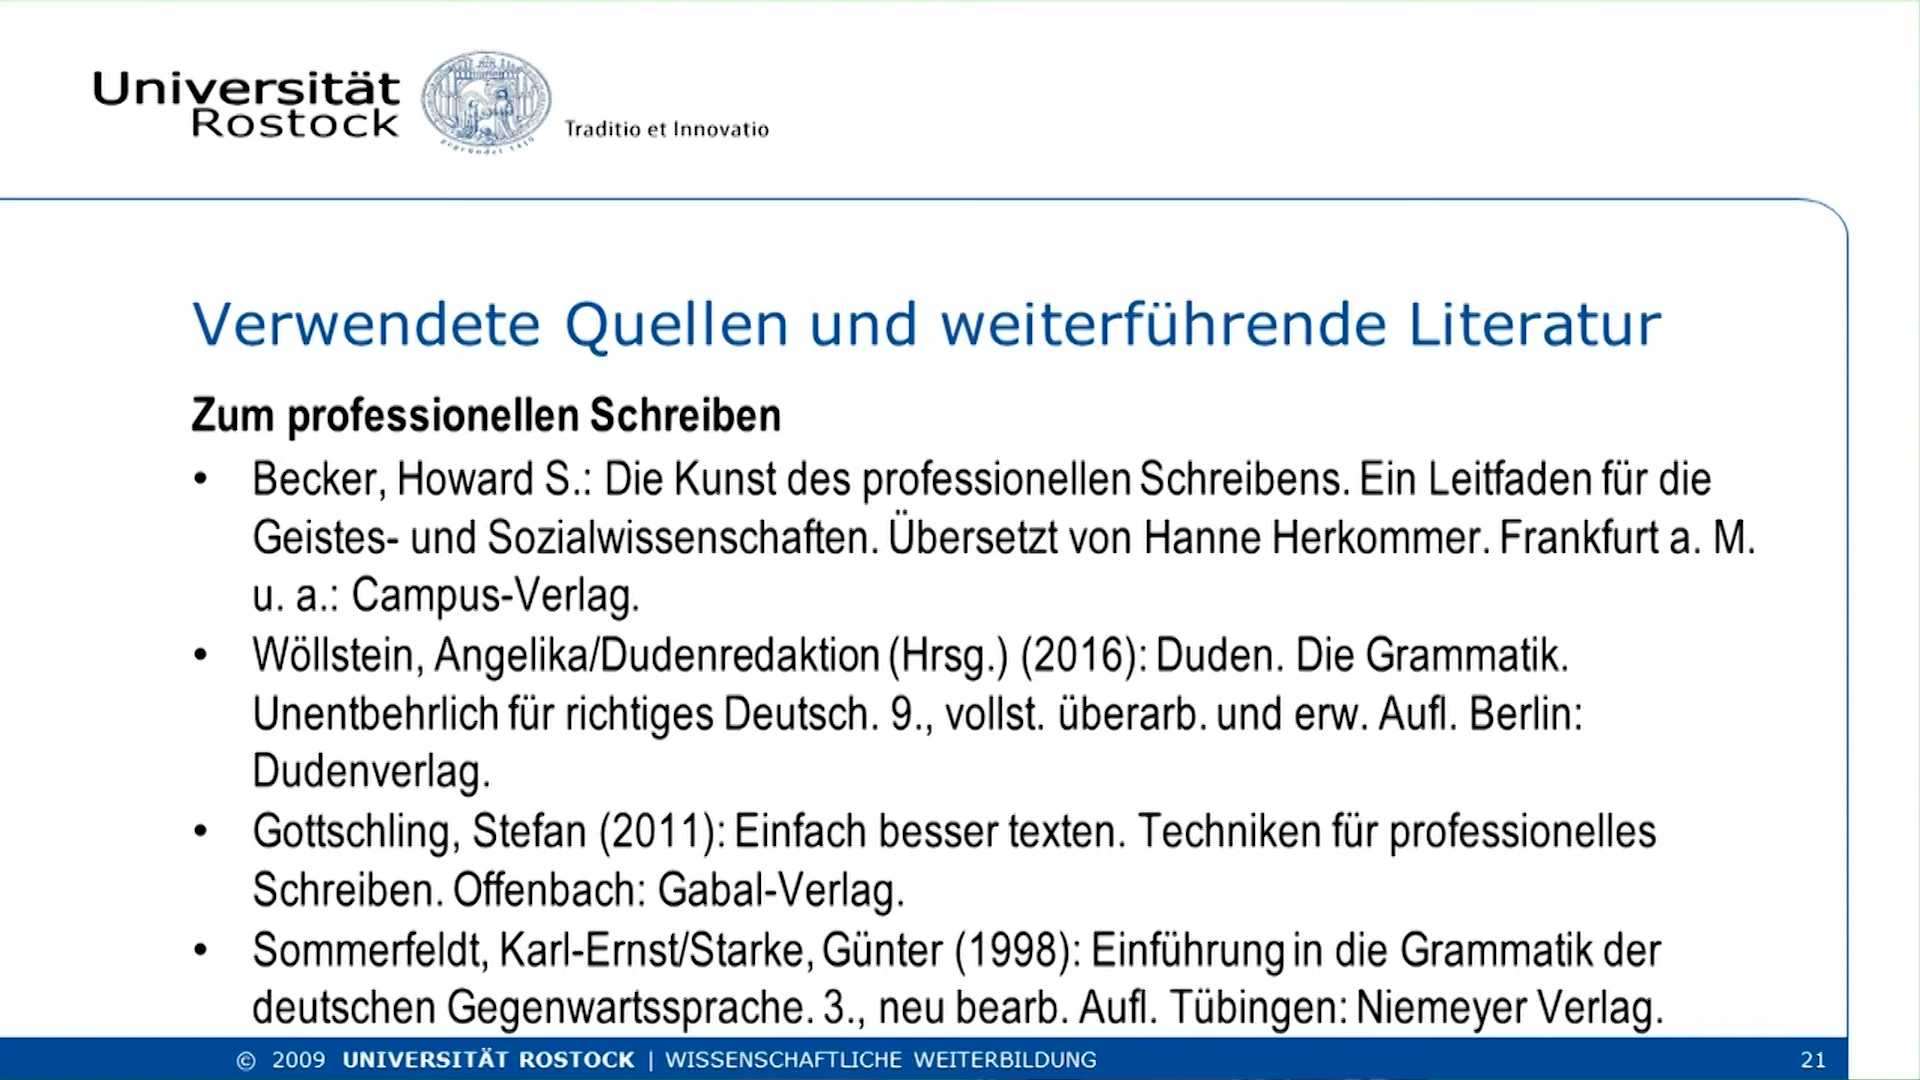 Universität
Rostock
gegründet 1419
Traditio et Innovatio
Verwendete Quellen und weiterführende Literatur
Zum professionellen Schreiben
• Becker, Howard S.: Die Kunst des professionellen Schreibens. Ein Leitfaden für die
Geistes- und Sozialwissenschaften. Übersetzt von Hanne Herkommer. Frankfurt a. M.
u. a.: Campus-Verlag.
• Wöllstein, Angelika/Dudenredaktion (Hrsg.) (2016): Duden. Die Grammatik.
Unentbehrlich für richtiges Deutsch. 9., vollst. überarb. und erw. Aufl. Berlin:
Dudenverlag.
• Gottschling, Stefan (2011): Einfach besser texten. Techniken für professionelles
Schreiben. Offenbach: Gabal-Verlag.
• Sommerfeldt, Karl-Ernst/Starke, Günter (1998): Einführung in die Grammatik der
deutschen Gegenwartssprache. 3., neu bearb. Aufl. Tübingen: Niemeyer Verlag.
© 2009 UNIVERSITÄT ROSTOCK | WISSENSCHAFTLICHE WEITERBILDUNG 21